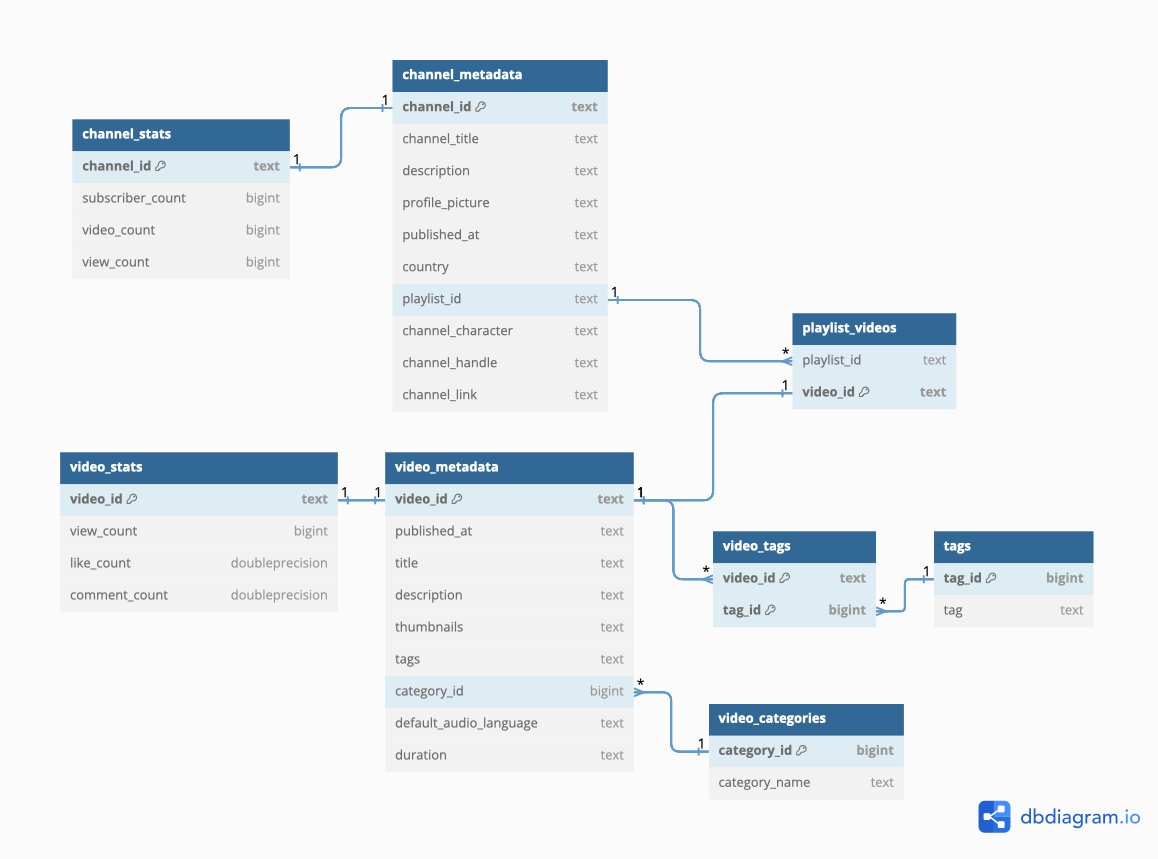 channel_metadata
channel_id text
channel_title text
description text
profile_picture text
published_at text
country text
playlist_id text
channel_character text
channel_handle text
channel_link text
1
1
1
*
channel_stats
channel_id text
subscriber_count bigint
video_count bigint
view_count bigint
playlist_videos
playlist_id text
video_id text
1
video_stats
video_id text
view_count bigint
like_count doubleprecision
comment_count doubleprecision
1
1
video_metadata
video_id text
published_at text
title text
description text
thumbnails text
tags text
category_id bigint
default_audio_language text
duration text
1
*
video_tags
video_id text
tag_id bigint
*
1
tags
tag_id bigint
tag text
*
1
video_categories
category_id bigint
category_name text
dbdiagram.io